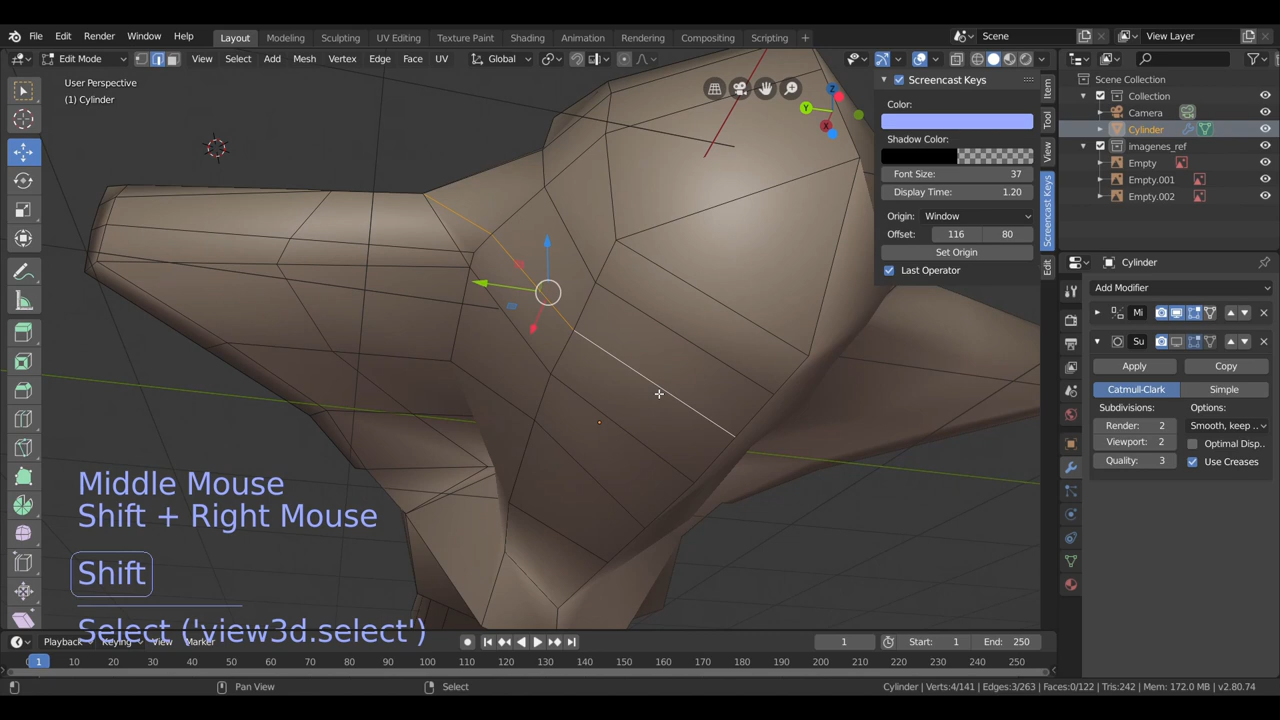 File Edit Render Window Help Layout Modeling Sculpting UV Editing Texture Paint Shading Animation Rendering Compositing Scripting + Scene View Layer
Edit Mode View Select Add Mesh Vertex Edge Face UV Global
User Perspective
(1) Cylinder
Screencast Keys
Color:
Shadow Color:
Font Size: 37
Display Time: 1.20
Origin: Window
Offset: 116 80
Set Origin
Last Operator
Item
Tool
View
Screencast Keys
Edit
Z
Y
X
Scene Collection
Collection
Camera
Cylinder
imagenes_ref
Empty
Empty.001
Empty.002
Cylinder
Add Modifier
Mi
Su
Apply Copy
Catmull-Clark Simple
Subdivisions: Options:
Render: 2 Smooth, keep ..
Viewport: 2 Optimal Disp..
Quality: 3 Use Creases
Middle Mouse
Shift + Right Mouse
Shift
Select ('view3d.select')
Playback Keying View Marker 1 Start: 1 End: 250
1 10 20 30 40 50 60 70 80 90 100 110 120 130 140 150 160 170 180 190 200 210 220 230 240 250
Pan View Select Cylinder | Verts:4/141 | Edges:3/263 | Faces:0/122 | Tris:242 | Mem: 172.0 MB | v2.80.74